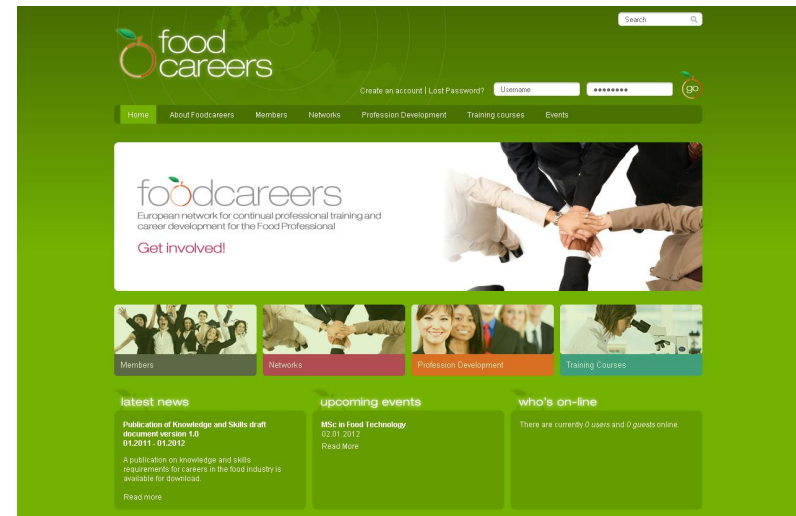 Search
food
careers
Create an account | Lost Password?
Username
••••••••
go
Home
About Foodcareers
Members
Networks
Profession Development
Training courses
Events
foodcareers
European network for continual professional training and
career development for the Food Professional
Get involved!
Members
Networks
Profession Development
Training Courses
latest news
Publication of Knowledge and Skills draft
document version 1.0
01.2011 - 01.2012
A publication on knowledge and skills
requirements for careers in the food industry is
available for download.
Read more
upcoming events
MSc in Food Technology
02.01.2012
Read More
who's on-line
There are currently 0 users and 0 guests online.